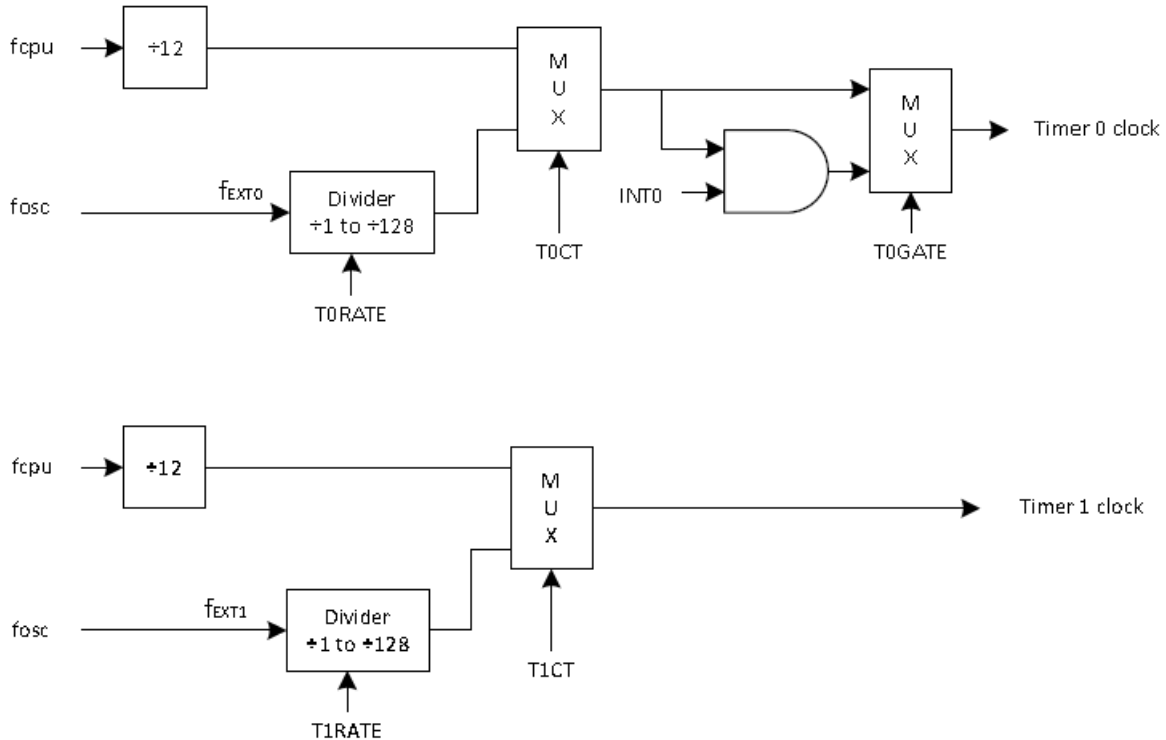 fcpu
÷12
M
U
X
Timer 0 clock
fosc
fEXT0
Divider
÷1 to ÷128
INT0
M
U
X
T0CT
T0GATE
T0RATE
fcpu
÷12
M
U
X
Timer 1 clock
fosc
fEXT1
Divider
÷1 to ÷128
T1CT
T1RATE